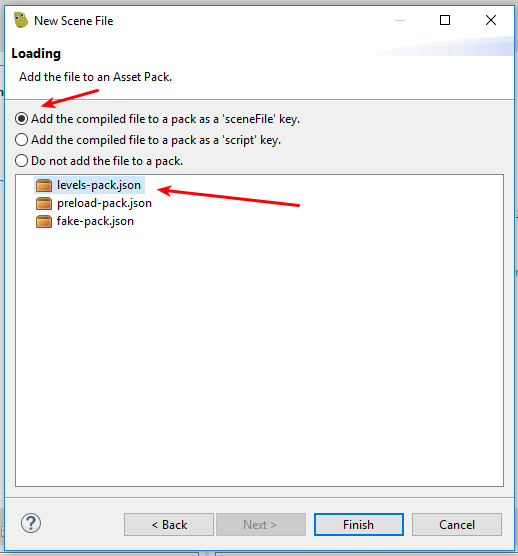 New Scene File
Loading
Add the file to an Asset Pack.
Add the compiled file to a pack as a 'sceneFile' key.
Add the compiled file to a pack as a 'script' key.
Do not add the file to a pack.
levels-pack.json
preload-pack.json
fake-pack.json
?
< Back
Next >
Finish
Cancel